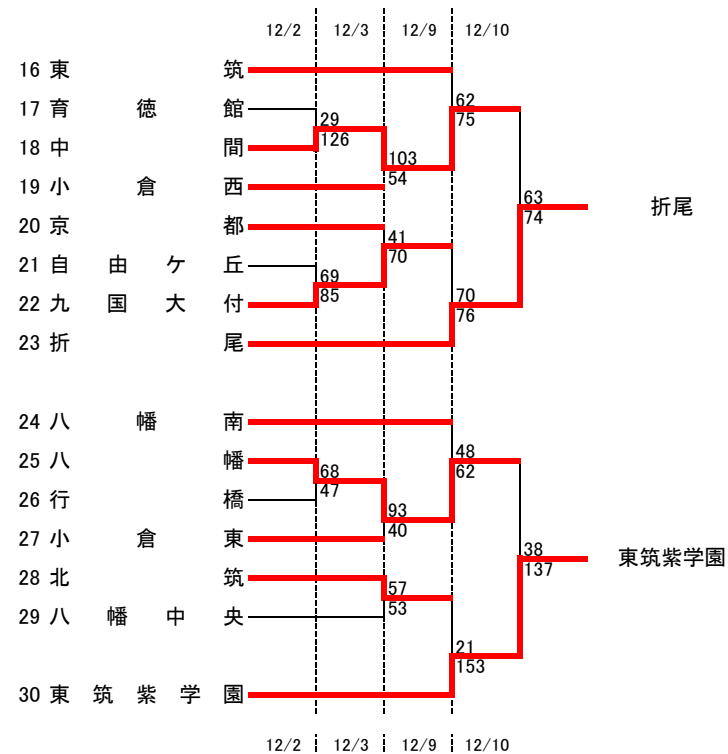 12/2 12/3 12/9 12/10
16 東筑
62
17 育徳館
29 75
18 中間
126
103
19 小倉西
54
63 折尾
74
20 京都
41
21 自由ケ丘
69 70
22 九国大付
85 70
76
23 折尾
24 八幡南
48
25 八幡
68 62
26 行橋
47
93
27 小倉東
40
38 東筑紫学園
137
28 北筑
57
53
29 八幡中央
21
153
30 東筑紫学園
12/2 12/3 12/9 12/10